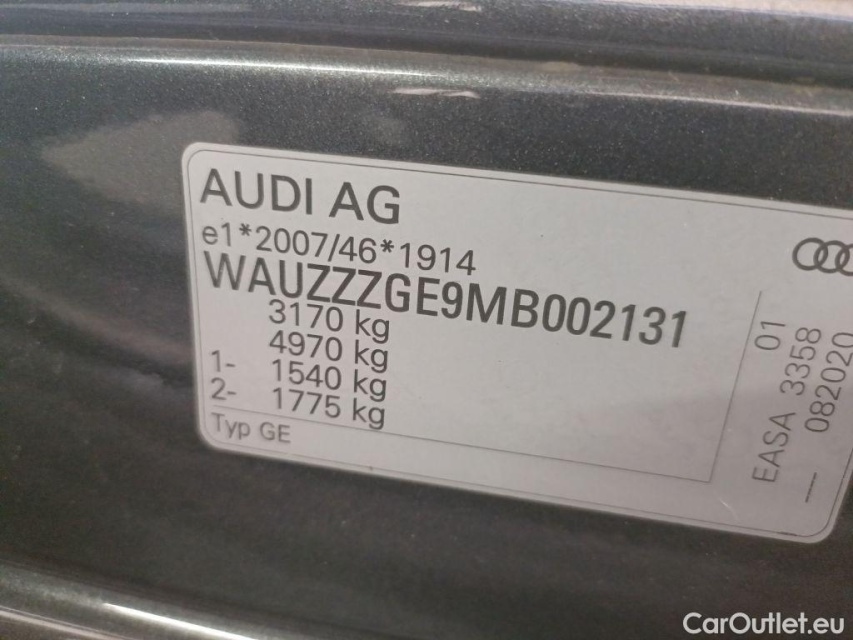 AUDI AG
e1*2007/46*1914
WAUZZZGE9MB002131
3170 kg
4970 kg
1- 1540 kg
2- 1775 kg
Typ GE
01
EASA 3358
— 082020
CarOutlet.eu